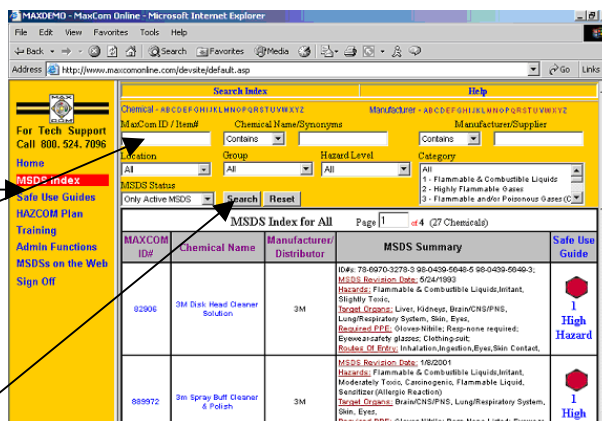 MAXDEMO - MaxCom Online - Microsoft Internet Explorer
File Edit View Favorites Tools Help
Back Search Favorites Media
Address http://www.maxcomonline.com/devsite/default.asp Go Links
MAX
COM
For Tech Support
Call 800. 524. 7096
Home
MSDS Index
Safe Use Guides
HAZCOM Plan
Training
Admin Functions
MSDSs on the Web
Sign Off
Search Index Help
Chemical - A B C D E F G H I J K L M N O P Q R S T U V W X Y Z Manufacturer - A B C D E F G H I J K L M N O P Q R S T U V W X Y Z
MaxCom ID / Item# Chemical Name/Synonyms Manufacturer/Supplier
Contains Contains
Location Group Hazard Level Category
All All All All
1 - Flammable & Combustible Liquids
2 - Highly Flammable Gases
3 - Flammable and/or Poisonous Gases (C
MSDS Status
Only Active MSDS Search Reset
MSDS Index for All Page 1 of 4 (27 Chemicals)
MAXCOM ID# Chemical Name Manufacturer/ Distributor MSDS Summary Safe Use Guide
82906 3M Disk Head Cleaner Solution 3M
ID#s: 78-6970-3278-3 98-0439-5648-5 98-0439-5649-3;
MSDS Revision Date: 5/24/1993
Hazards: Flammable & Combustible Liquids,Irritant,
Slightly Toxic,
Target Organs: Liver, Kidneys, Brain/CNS/PNS,
Lung/Respiratory System, Skin, Eyes,
Required PPE: Gloves-Nitrile; Resp-none required;
Eyewear-safety glasses; Clothing-suit;
Routes Of Entry: Inhalation,Ingestion,Eyes,Skin Contact,
1
High
Hazard
889972 3m Spray Buff Cleaner & Polish 3M
MSDS Revision Date: 1/8/2001
Hazards: Flammable & Combustible Liquids,Irritant,
Moderately Toxic, Carcinogenic, Flammable Liquid,
Sensitizer (Allergic Reaction)
Target Organs: Brain/CNS/PNS, Lung/Respiratory System,
Skin, Eyes,
1
High